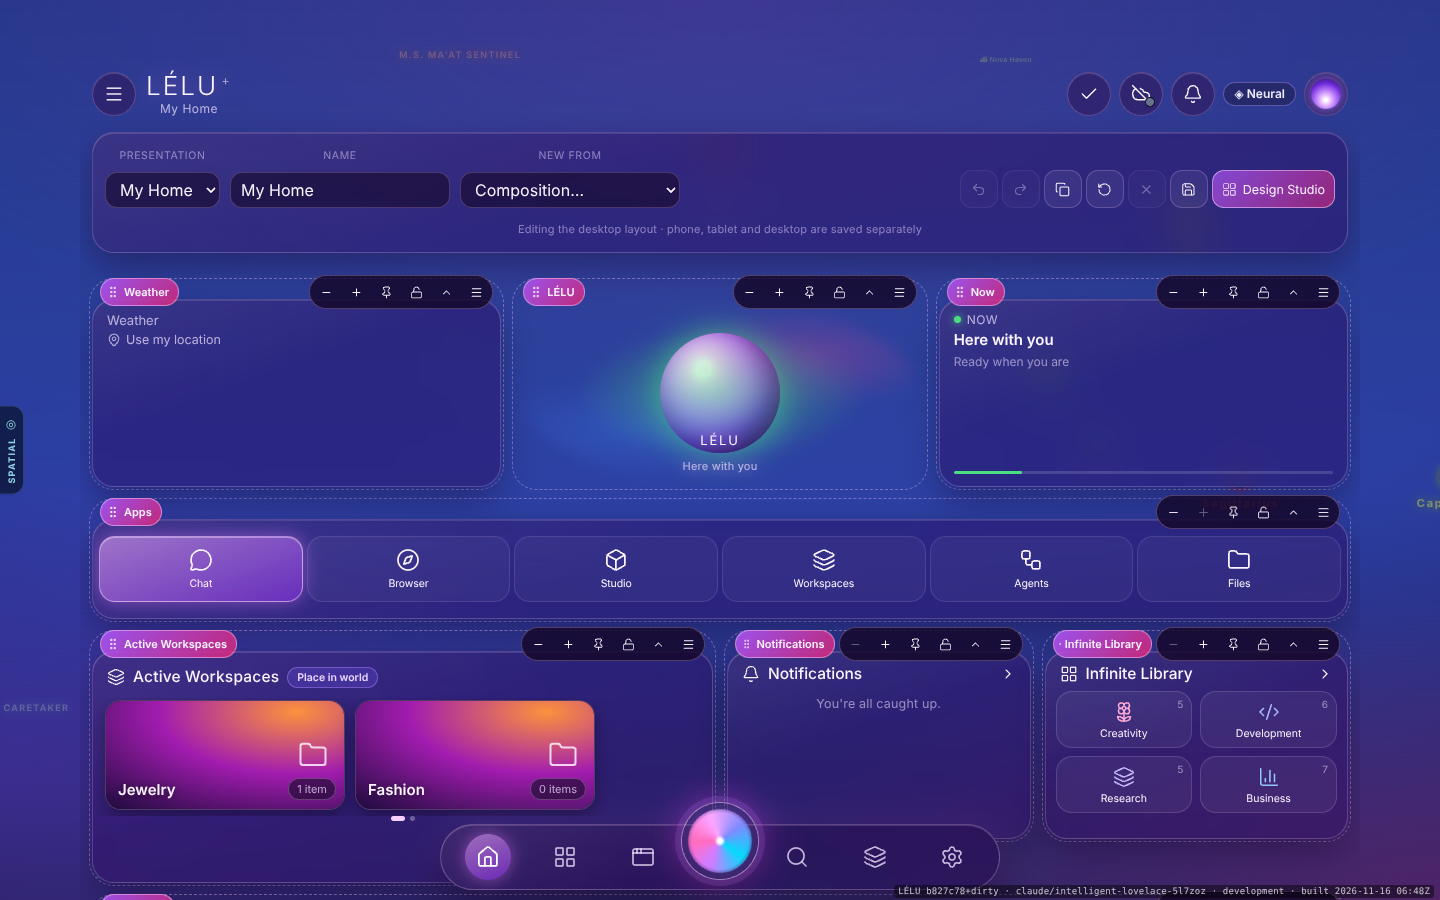 M.S. MA'AT SENTINEL
Nova Haven
LÉLU +
My Home
Neural
PRESENTATION
NAME
NEW FROM
My Home
My Home
Composition...
Design Studio
Editing the desktop layout · phone, tablet and desktop are saved separately
Weather
LÉLU
Now
Weather
Use my location
NOW
Here with you
Ready when you are
LÉLU
Here with you
SPATIAL
Cap
Apps
Chat
Browser
Studio
Workspaces
Agents
Files
Active Workspaces
Notifications
Infinite Library
Active Workspaces
Place in world
Notifications
Infinite Library
You're all caught up.
CARETAKER
Jewelry
1 item
Fashion
0 items
Creativity
5
Development
6
Research
5
Business
7
LÉLU b827c78+dirty · claude/intelligent-lovelace-5l7zoz · development · built 2026-11-16 06:48Z